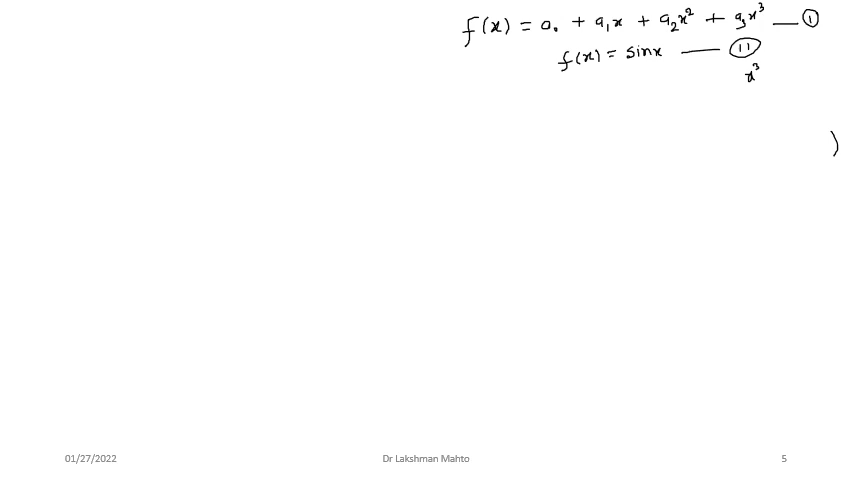 f(x) = a₀ + a₁x + a₂x² + a₃x³ — ①
f(x) = sinx — ⑪
x³
)
01/27/2022 Dr Lakshman Mahto 5